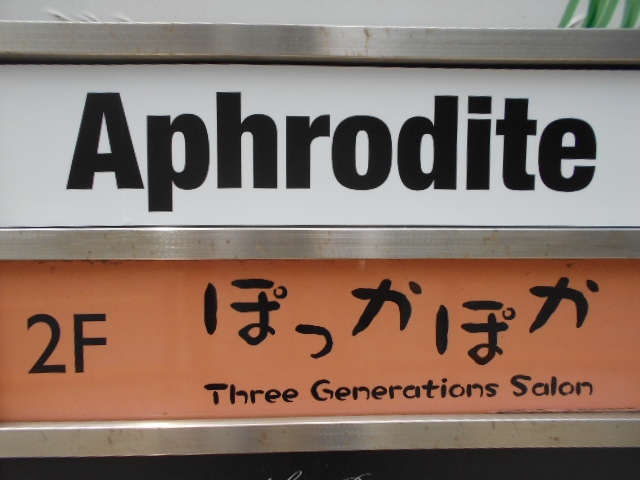 Aphrodite
2F
ぽっかぽか
Three Generations Salon